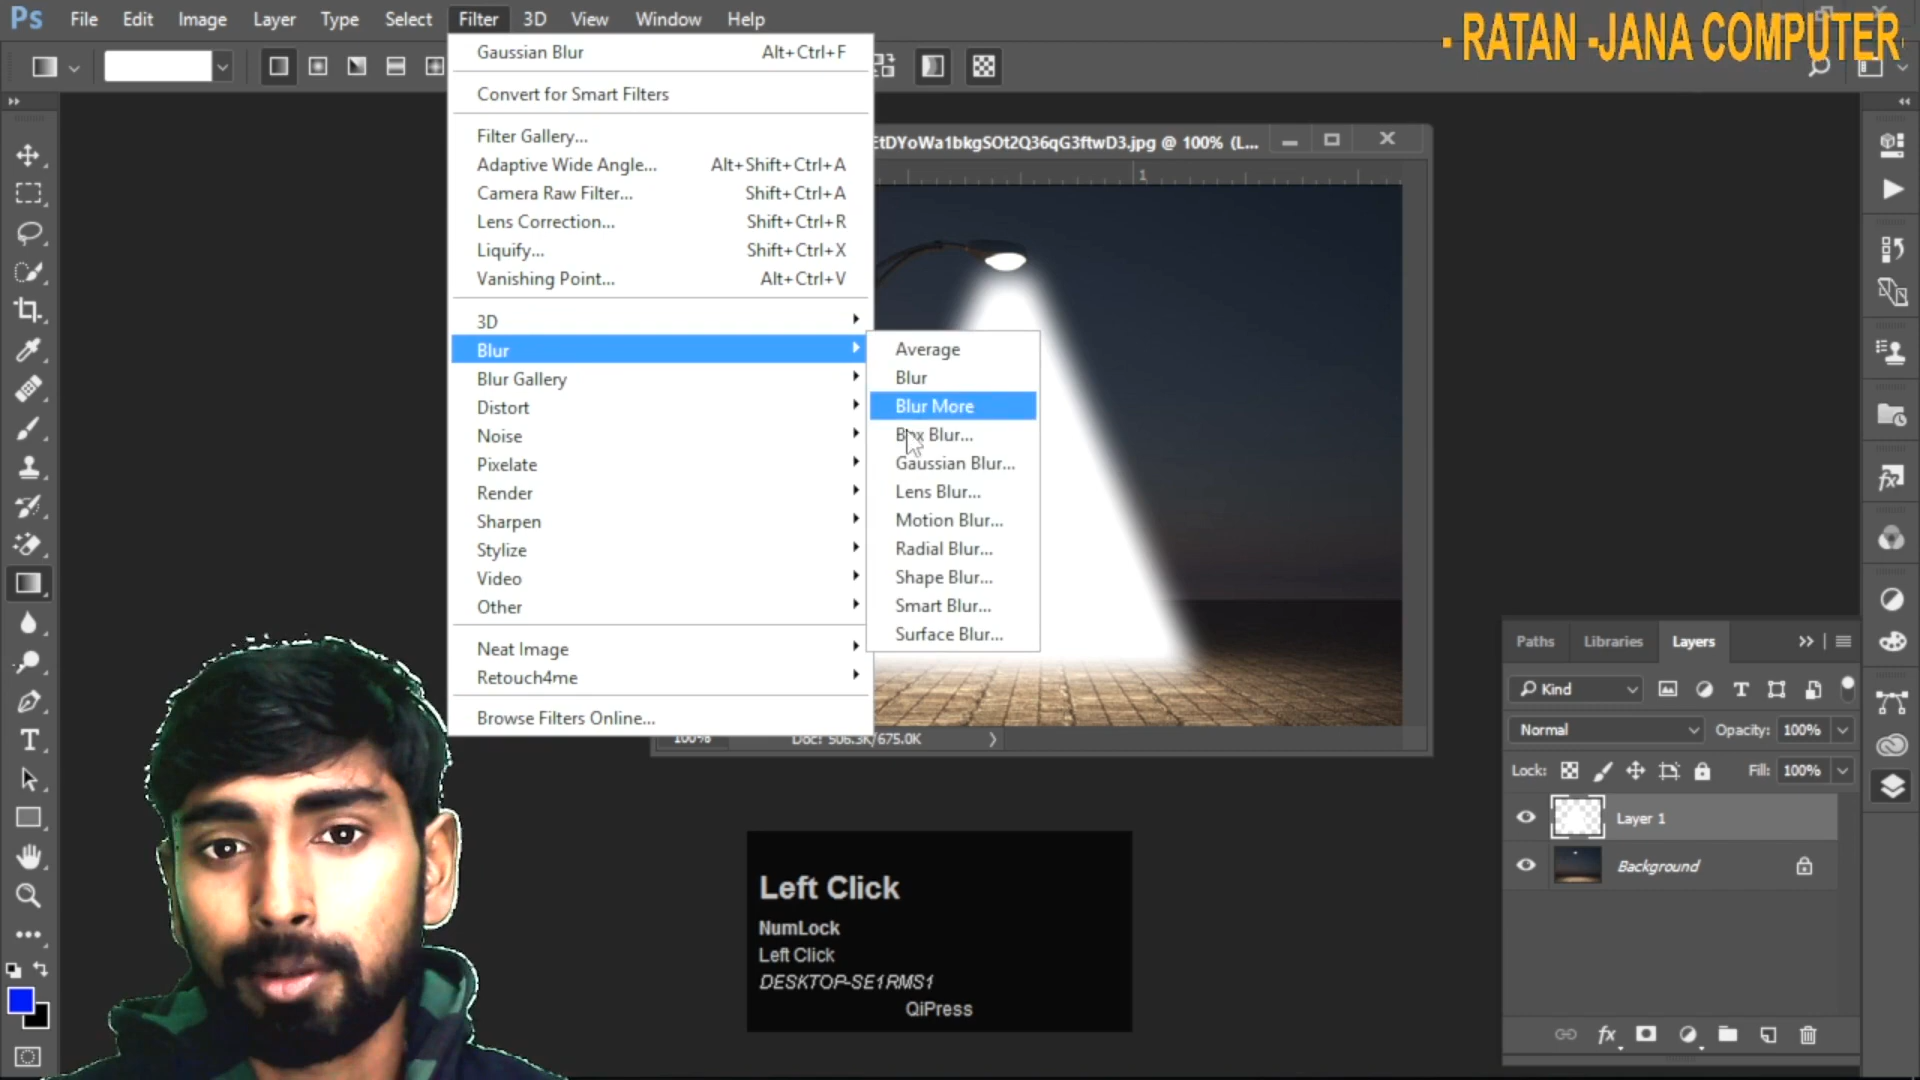 Ps File Edit Image Layer Type Select Filter 3D View Window Help
- RATAN -JANA COMPUTER
Gaussian Blur Alt+Ctrl+F
Convert for Smart Filters
Filter Gallery...
Adaptive Wide Angle... Alt+Shift+Ctrl+A
Camera Raw Filter... Shift+Ctrl+A
Lens Correction... Shift+Ctrl+R
Liquify... Shift+Ctrl+X
Vanishing Point... Alt+Ctrl+V
3D
Blur
Blur Gallery
Distort
Noise
Pixelate
Render
Sharpen
Stylize
Video
Other
Neat Image
Retouch4me
Browse Filters Online...
Average
Blur
Blur More
Box Blur...
Gaussian Blur...
Lens Blur...
Motion Blur...
Radial Blur...
Shape Blur...
Smart Blur...
Surface Blur...
EtDYoWa1bkgSOt2Q36qG3ftwD3.jpg @ 100% (L...
1
100% Doc: 506.3K/675.0K
Paths Libraries Layers
Kind
Normal Opacity: 100%
Lock: Fill: 100%
Layer 1
Background
fx
Left Click
NumLock
Left Click
DESKTOP-SE1RMS1
QiPress